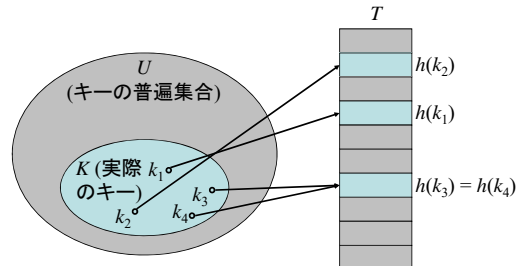 T
U
(キーの普遍集合)
h(k₂)
h(k₁)
K (実際
のキー)
k₁
k₂
k₃
k₄
h(k₃) = h(k₄)